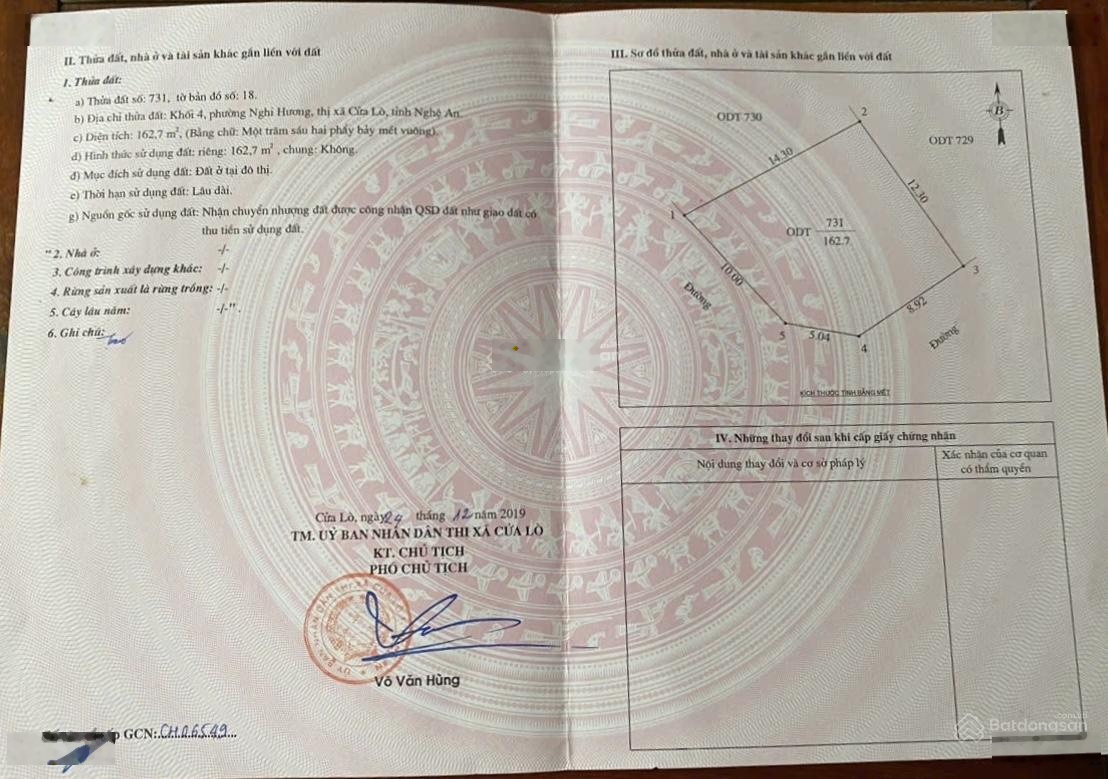 II. Thửa đất, nhà ở và tài sản khác gắn liền với đất
1. Thửa đất:
a) Thửa đất số: 731, tờ bản đồ số: 18.
b) Địa chỉ thửa đất: Khối 4, phường Nghi Hương, thị xã Cửa Lò, tỉnh Nghệ An.
c) Diện tích: 162,7 m², (Bằng chữ: Một trăm sáu hai phẩy bảy mét vuông).
d) Hình thức sử dụng đất: riêng: 162,7 m², chung: Không.
đ) Mục đích sử dụng đất: Đất ở tại đô thị.
e) Thời hạn sử dụng đất: Lâu dài.
g) Nguồn gốc sử dụng đất: Nhận chuyển nhượng đất được công nhận QSD đất như giao đất có
thu tiền sử dụng đất.
" 2. Nhà ở: -/-
3. Công trình xây dựng khác: -/-
4. Rừng sản xuất là rừng trồng: -/-
5. Cây lâu năm: -/-".
6. Ghi chú:
Cửa Lò, ngày 24 tháng 12 năm 2019
TM. UỶ BAN NHÂN DÂN THỊ XÃ CỬA LÒ
KT. CHỦ TỊCH
PHÓ CHỦ TỊCH
Võ Văn Hùng
GCN: CH06549
III. Sơ đồ thửa đất, nhà ở và tài sản khác gắn liền với đất
B
ODT 730
2
ODT 729
14.30
12.30
1
ODT 731
162.7
3
10.00
Đường
8.92
5
5.04
4
Đường
KÍCH THƯỚC TÍNH BẰNG MÉT
IV. Những thay đổi sau khi cấp giấy chứng nhận
Nội dung thay đổi và cơ sở pháp lý
Xác nhận của cơ quan
có thẩm quyền
Batdongsan
.com.vn